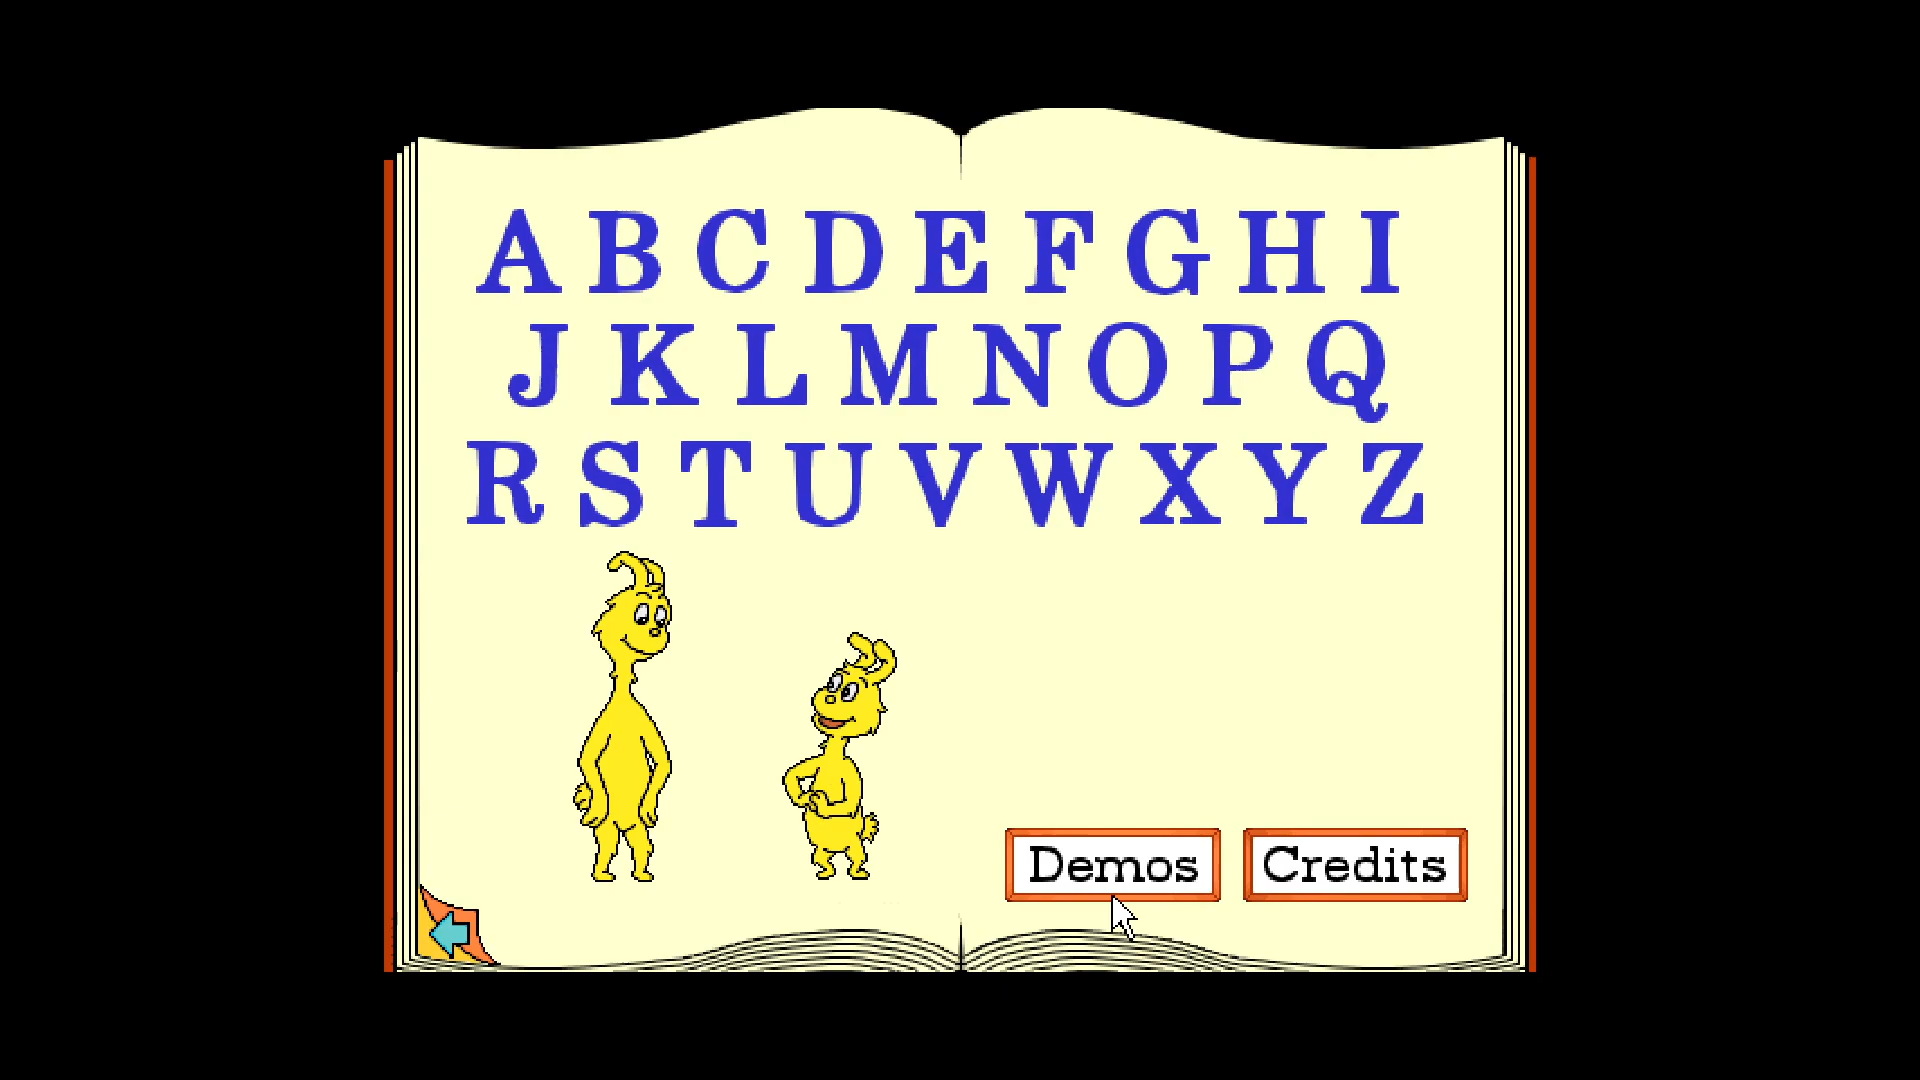 A B C D E F G H I
J K L M N O P Q
R S T U V W X Y Z
Demos Credits